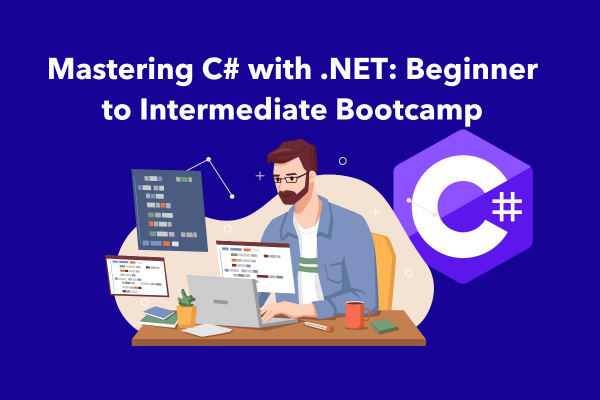 Mastering C# with .NET: Beginner
to Intermediate Bootcamp
C#